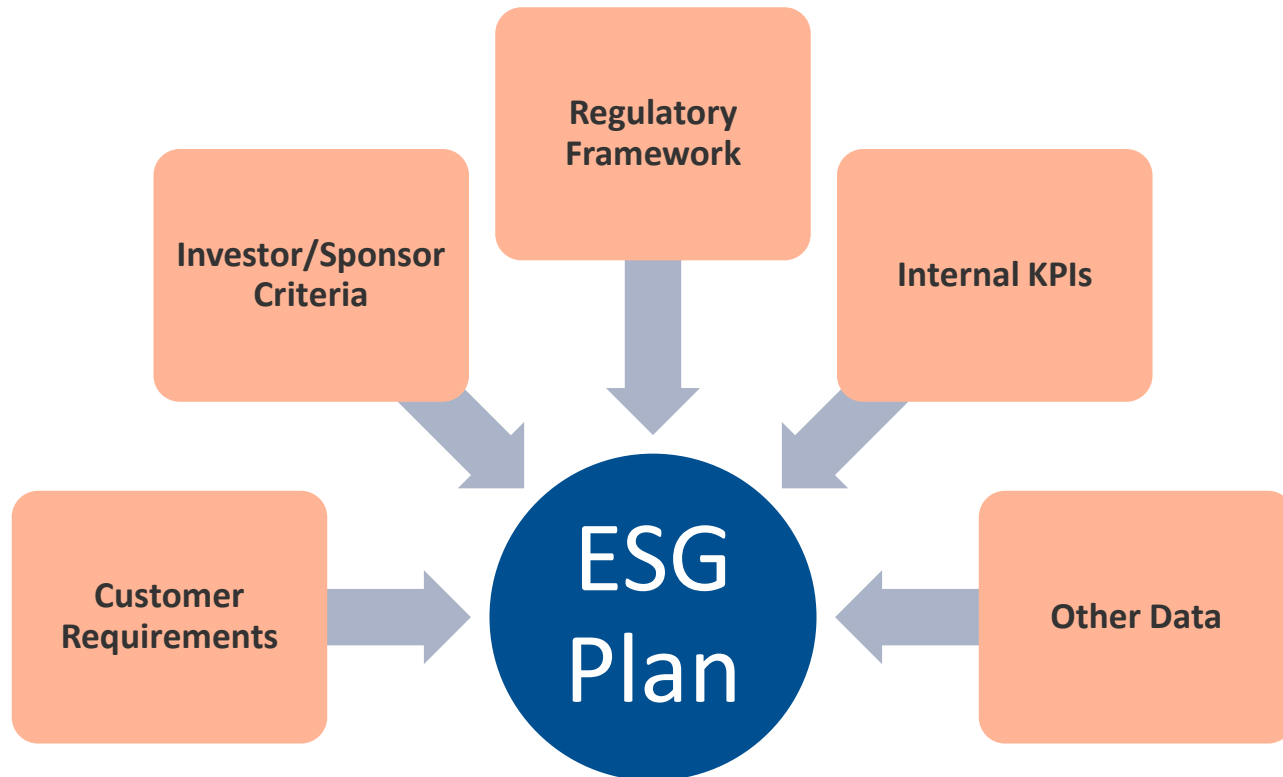 Regulatory
Framework
Investor/Sponsor
Criteria
Internal KPIs
Customer
Requirements
ESG
Plan
Other Data